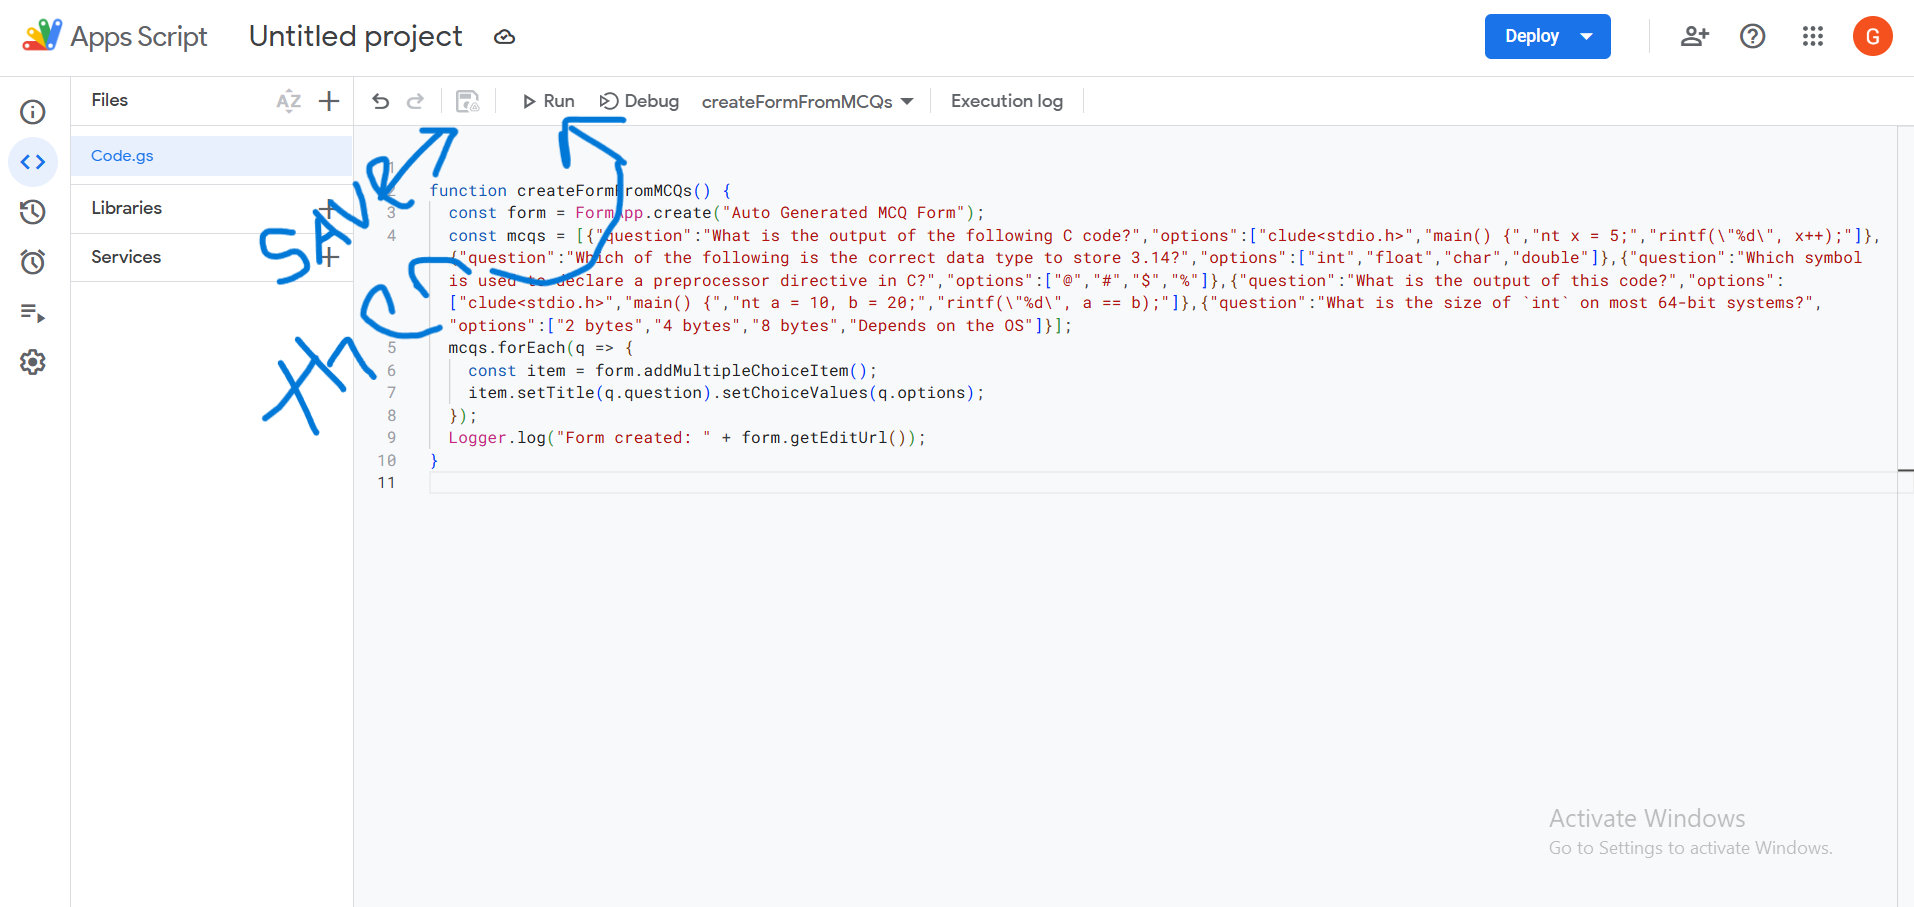 Apps Script Untitled project Deploy G
Files AZ Run Debug createFormFromMCQs Execution log
Code.gs
Libraries
Services
SAVE
1
2 function createFormFromMCQs() {
3 const form = FormApp.create("Auto Generated MCQ Form");
4 const mcqs = [{"question":"What is the output of the following C code?","options":["clude<stdio.h>","main() {","nt x = 5;","rintf(\"%d\", x++);"]},
{"question":"Which of the following is the correct data type to store 3.14?","options":["int","float","char","double"]},{"question":"Which symbol
is used to declare a preprocessor directive in C?","options":["@","#","$","%"]},{"question":"What is the output of this code?","options":
["clude<stdio.h>","main() {","nt a = 10, b = 20;","rintf(\"%d\", a == b);"]},{"question":"What is the size of `int` on most 64-bit systems?",
"options":["2 bytes","4 bytes","8 bytes","Depends on the OS"]}];
5 mcqs.forEach(q => {
6 const item = form.addMultipleChoiceItem();
7 item.setTitle(q.question).setChoiceValues(q.options);
8 });
9 Logger.log("Form created: " + form.getEditUrl());
10 }
11
Activate Windows
Go to Settings to activate Windows.